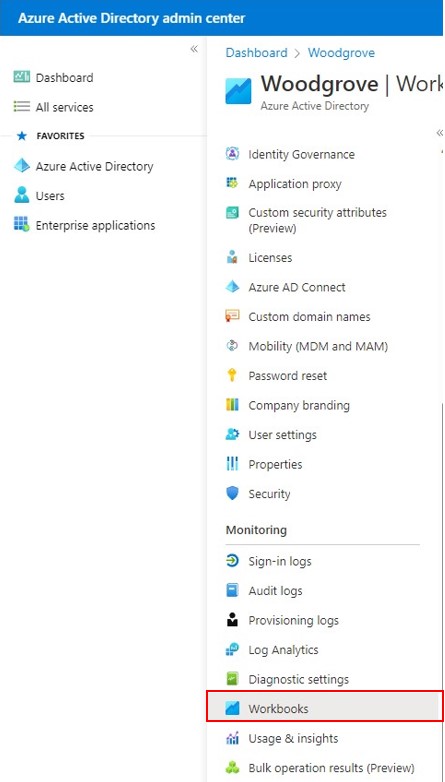 Azure Active Directory admin center
Dashboard
All services
FAVORITES
Azure Active Directory
Users
Enterprise applications
Dashboard > Woodgrove
Woodgrove | Work
Azure Active Directory
Identity Governance
Application proxy
Custom security attributes
(Preview)
Licenses
Azure AD Connect
Custom domain names
Mobility (MDM and MAM)
Password reset
Company branding
User settings
Properties
Security
Monitoring
Sign-in logs
Audit logs
Provisioning logs
Log Analytics
Diagnostic settings
Workbooks
Usage & insights
Bulk operation results (Preview)